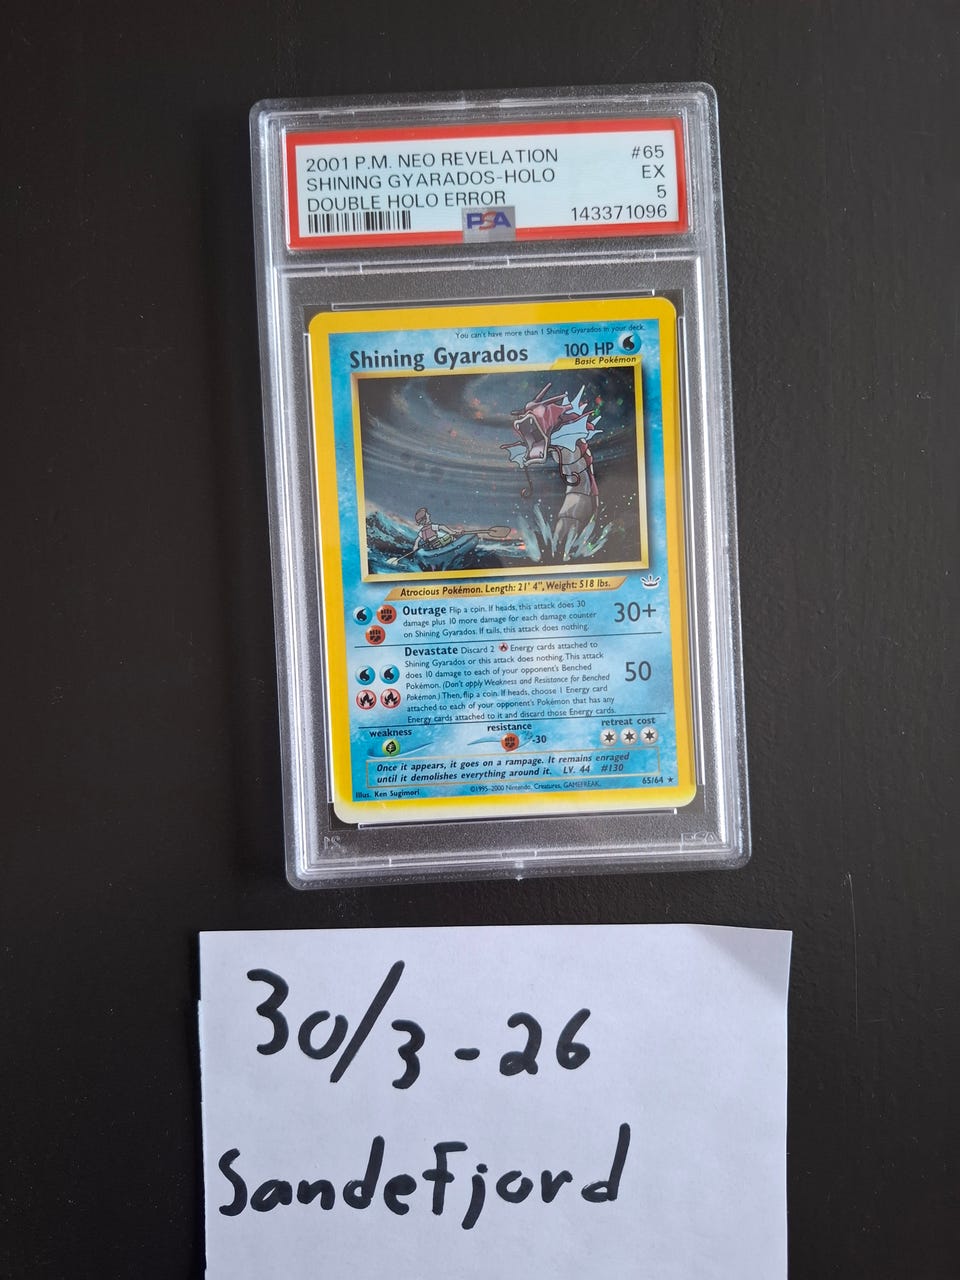 2001 P.M. NEO REVELATION #65
SHINING GYARADOS-HOLO EX
DOUBLE HOLO ERROR 5
PSA 143371096
You can't have more than 1 Shining Gyarados in your deck.
Shining Gyarados 100 HP
Basic Pokémon
Atrocious Pokémon. Length: 21' 4", Weight: 518 lbs.
Outrage Flip a coin. If heads, this attack does 30
damage plus 10 more damage for each damage counter
on Shining Gyarados. If tails, this attack does nothing.
30+
Devastate Discard 2 Energy cards attached to
Shining Gyarados or this attack does nothing. This attack
does 10 damage to each of your opponent's Benched
Pokémon. (Don't apply Weakness and Resistance for Benched
Pokémon.) Then, flip a coin. If heads, choose 1 Energy card
attached to each of your opponent's Pokémon that has any
Energy cards attached to it and discard those Energy cards.
50
weakness resistance retreat cost
-30
Once it appears, it goes on a rampage. It remains enraged
until it demolishes everything around it. LV. 44 #130
Illus. Ken Sugimori ©1995-2000 Nintendo, Creatures, GAMEFREAK. 65/64
30/3-26
Sandefjord